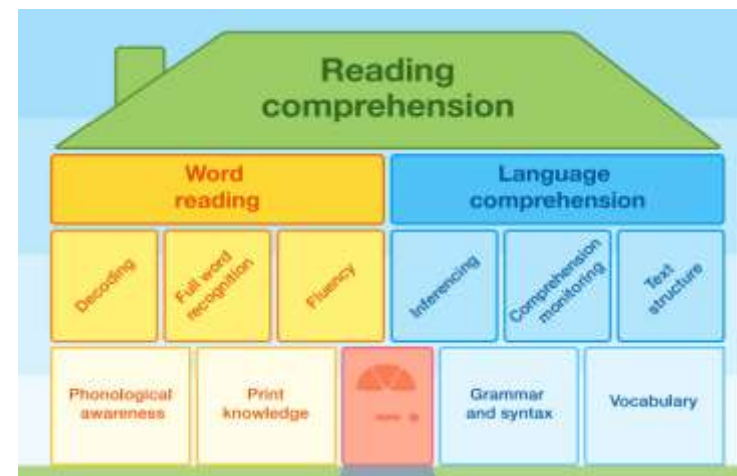 Reading
comprehension
Word
reading
Language
comprehension
Decoding
Full word
recognition
Fluency
Inferencing
Comprehension
monitoring
Text
structure
Phonological
awareness
Print
knowledge
Grammar
and syntax
Vocabulary